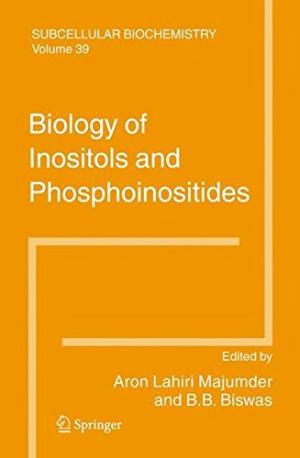 SUBCELLULAR BIOCHEMISTRY
Volume 39
Biology of
Inositols and
Phosphoinositides
Edited by
Aron Lahiri Majumder
and B.B. Biswas
Springer